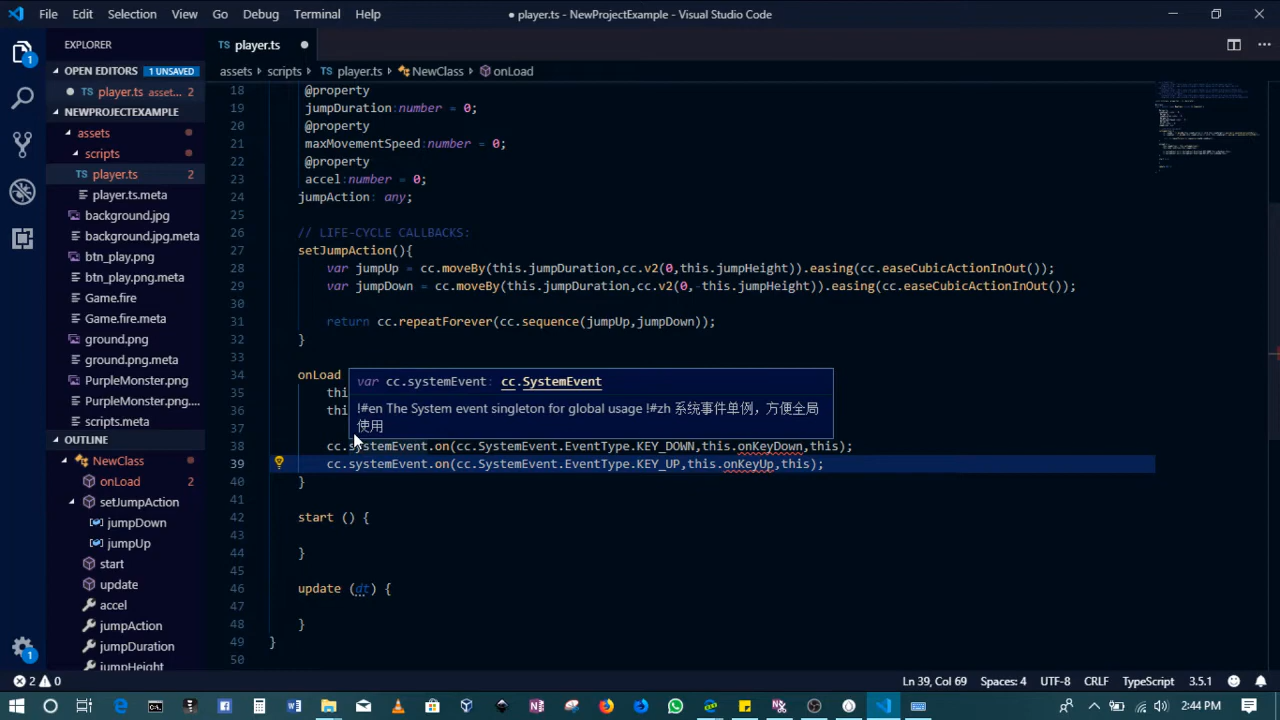 File Edit Selection View Go Debug Terminal Help
● player.ts - NewProjectExample - Visual Studio Code
EXPLORER
OPEN EDITORS 1 UNSAVED
player.ts asset... 2
NEWPROJECTEXAMPLE
assets
scripts
player.ts 2
player.ts.meta
background.jpg
background.jpg.meta
btn_play.png
btn_play.png.meta
Game.fire
Game.fire.meta
ground.png
ground.png.meta
PurpleMonster.png
PurpleMonster.png....
scripts.meta
OUTLINE
NewClass
onLoad 2
setJumpAction
jumpDown
jumpUp
start
update
accel
jumpAction
jumpDuration
jumpHeight
1
1
TS player.ts ●
assets › scripts › TS player.ts › NewClass › onLoad
18 @property
19 jumpDuration:number = 0;
20 @property
21 maxMovementSpeed:number = 0;
22 @property
23 accel:number = 0;
24 jumpAction: any;
25
26 // LIFE-CYCLE CALLBACKS:
27 setJumpAction(){
28 var jumpUp = cc.moveBy(this.jumpDuration,cc.v2(0,this.jumpHeight)).easing(cc.easeCubicActionInOut());
29 var jumpDown = cc.moveBy(this.jumpDuration,cc.v2(0,-this.jumpHeight)).easing(cc.easeCubicActionInOut());
30
31 return cc.repeatForever(cc.sequence(jumpUp,jumpDown));
32 }
33
34 onLoad
var cc.systemEvent: cc.SystemEvent
35 thi
!#en The System event singleton for global usage !#zh 系统事件单例，方便全局
36 thi
使用
38 cc.systemEvent.on(cc.SystemEvent.EventType.KEY_DOWN,this.onKeyDown,this);
39 cc.systemEvent.on(cc.SystemEvent.EventType.KEY_UP,this.onKeyUp,this);
40 }
41
42 start () {
43
44 }
45
46 update (dt) {
47
48 }
49 }
50
2 0
Ln 39, Col 69 Spaces: 4 UTF-8 CRLF TypeScript 3.5.1
2:44 PM